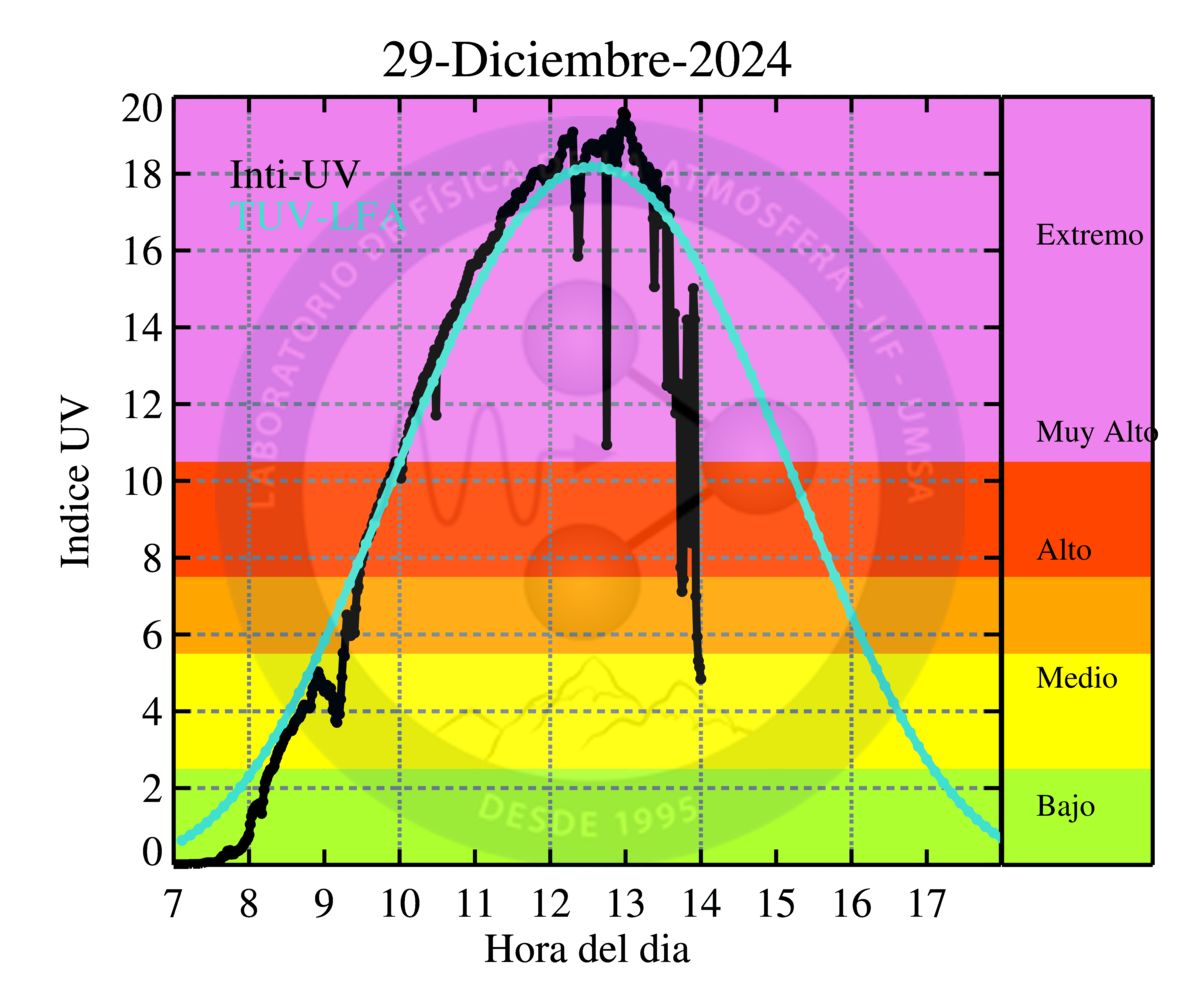 29-Diciembre-2024
20
18
16
14
12
10
8
6
4
2
0
Indice UV
Inti-UV
TUV-LFA
LABORATORIO DE FÍSICA D ATMÓSFERA - IIF - UMSA
DESDE 1995
Extremo
Muy Alto
Alto
Medio
Bajo
7 8 9 10 11 12 13 14 15 16 17
Hora del dia